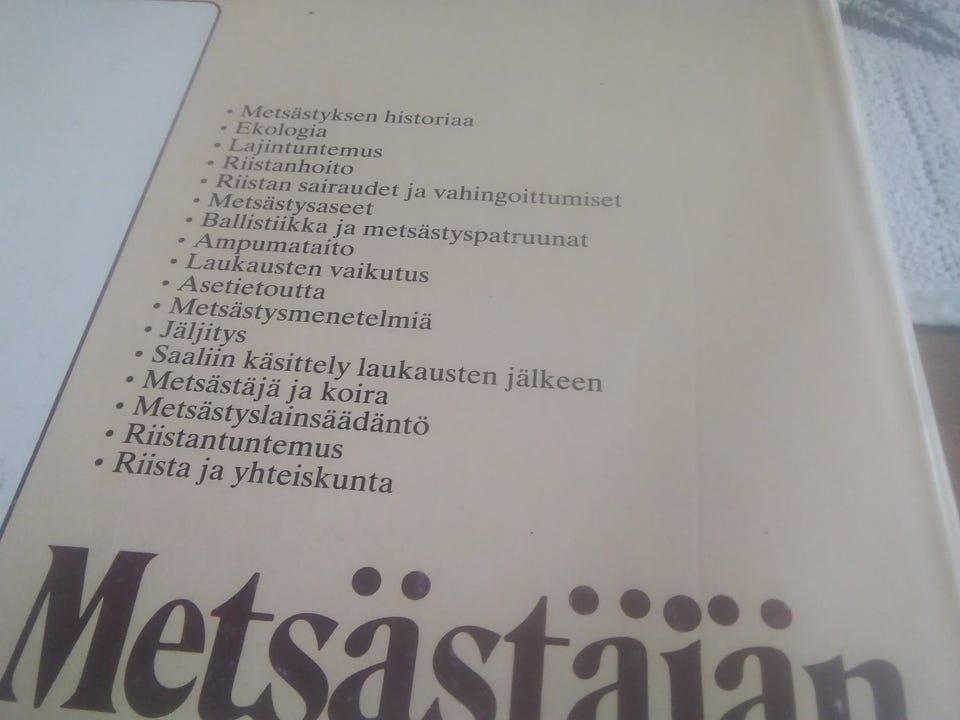 • Metsästyksen historiaa
• Ekologia
• Lajintuntemus
• Riistanhoito
• Riistan sairaudet ja vahingoittumiset
• Metsästysaseet
• Ballistiikka ja metsästyspatruunat
• Ampumataito
• Laukausten vaikutus
• Asetietoutta
• Metsästysmenetelmiä
• Jäljitys
• Saaliin käsittely laukausten jälkeen
• Metsästäjä ja koira
• Metsästyslainsäädäntö
• Riistantuntemus
• Riista ja yhteiskunta
Metsästäjän